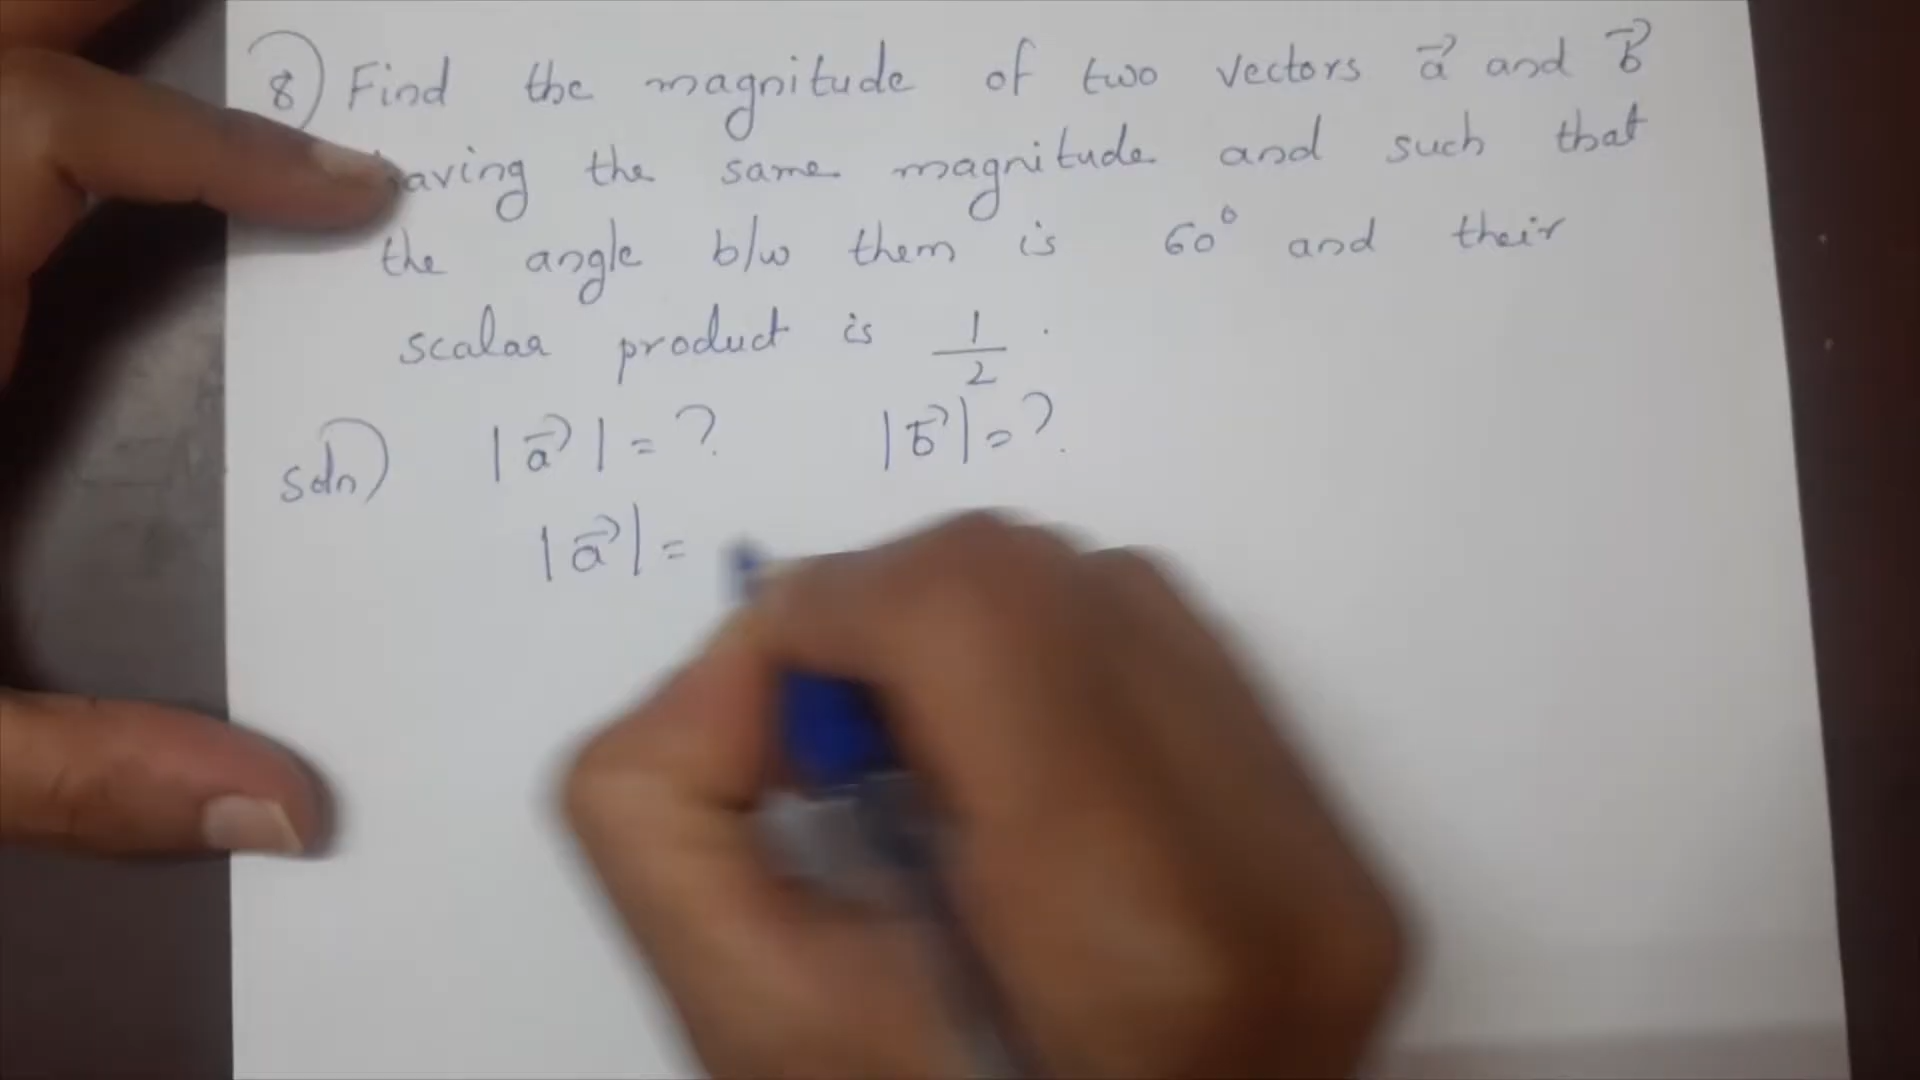 8) Find the magnitude of two vectors a⃗ and b⃗
having the same magnitude and such that
the angle b/w them is 60° and their
scalar product is 1/2.
soln) |a⃗| = ? |b⃗| = ?.
|a⃗| =